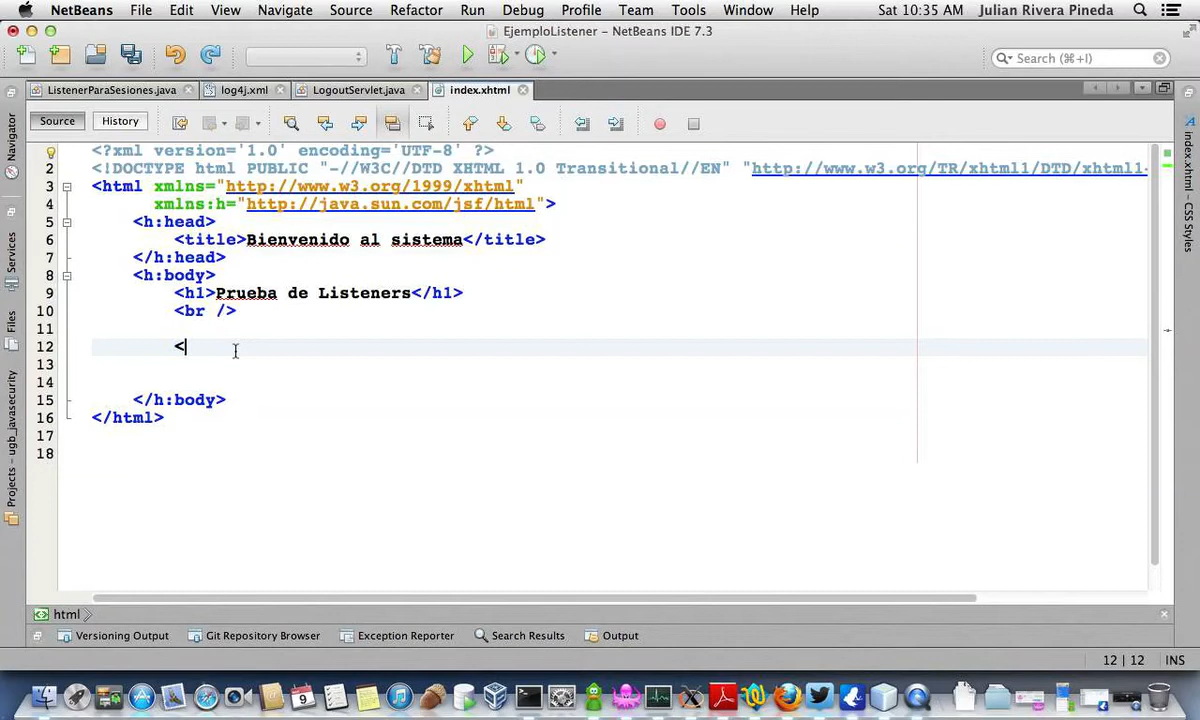 NetBeans File Edit View Navigate Source Refactor Run Debug Profile Team Tools Window Help Sat 10:35 AM Julian Rivera Pineda
EjemploListener - NetBeans IDE 7.3
Search (⌘+I)
ListenerParaSesiones.java log4j.xml LogoutServlet.java index.xhtml
Source History
Navigator
Services
Files
Projects - ugb_javasecurity
index.xhtml - CSS Styles
<?xml version='1.0' encoding='UTF-8' ?>
2 <!DOCTYPE html PUBLIC "-//W3C//DTD XHTML 1.0 Transitional//EN" "http://www.w3.org/TR/xhtml1/DTD/xhtml1-
3 <html xmlns="http://www.w3.org/1999/xhtml"
4 xmlns:h="http://java.sun.com/jsf/html">
5 <h:head>
6 <title>Bienvenido al sistema</title>
7 </h:head>
8 <h:body>
9 <h1>Prueba de Listeners</h1>
10 <br />
11
12 <
13
14
15 </h:body>
16 </html>
17
18
html
Versioning Output Git Repository Browser Exception Reporter Search Results Output
12 | 12 INS